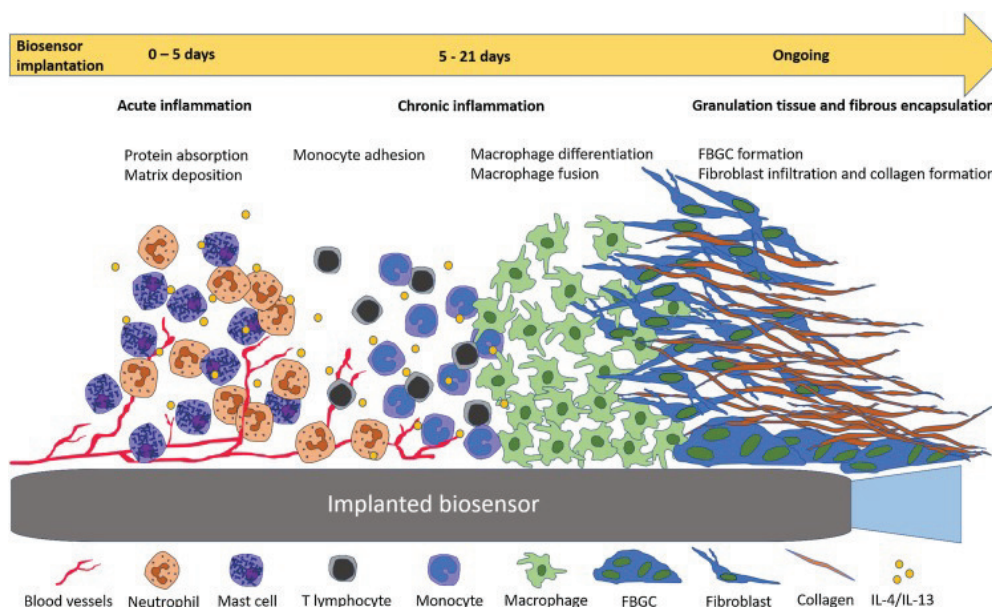 Biosensor
implantation
0 – 5 days
5 - 21 days
Ongoing
Acute inflammation
Chronic inflammation
Granulation tissue and fibrous encapsulation
Protein absorption
Matrix deposition
Monocyte adhesion
Macrophage differentiation
Macrophage fusion
FBGC formation
Fibroblast infiltration and collagen formation
Implanted biosensor
Blood vessels
Neutrophil
Mast cell
T lymphocyte
Monocyte
Macrophage
FBGC
Fibroblast
Collagen
IL-4/IL-13